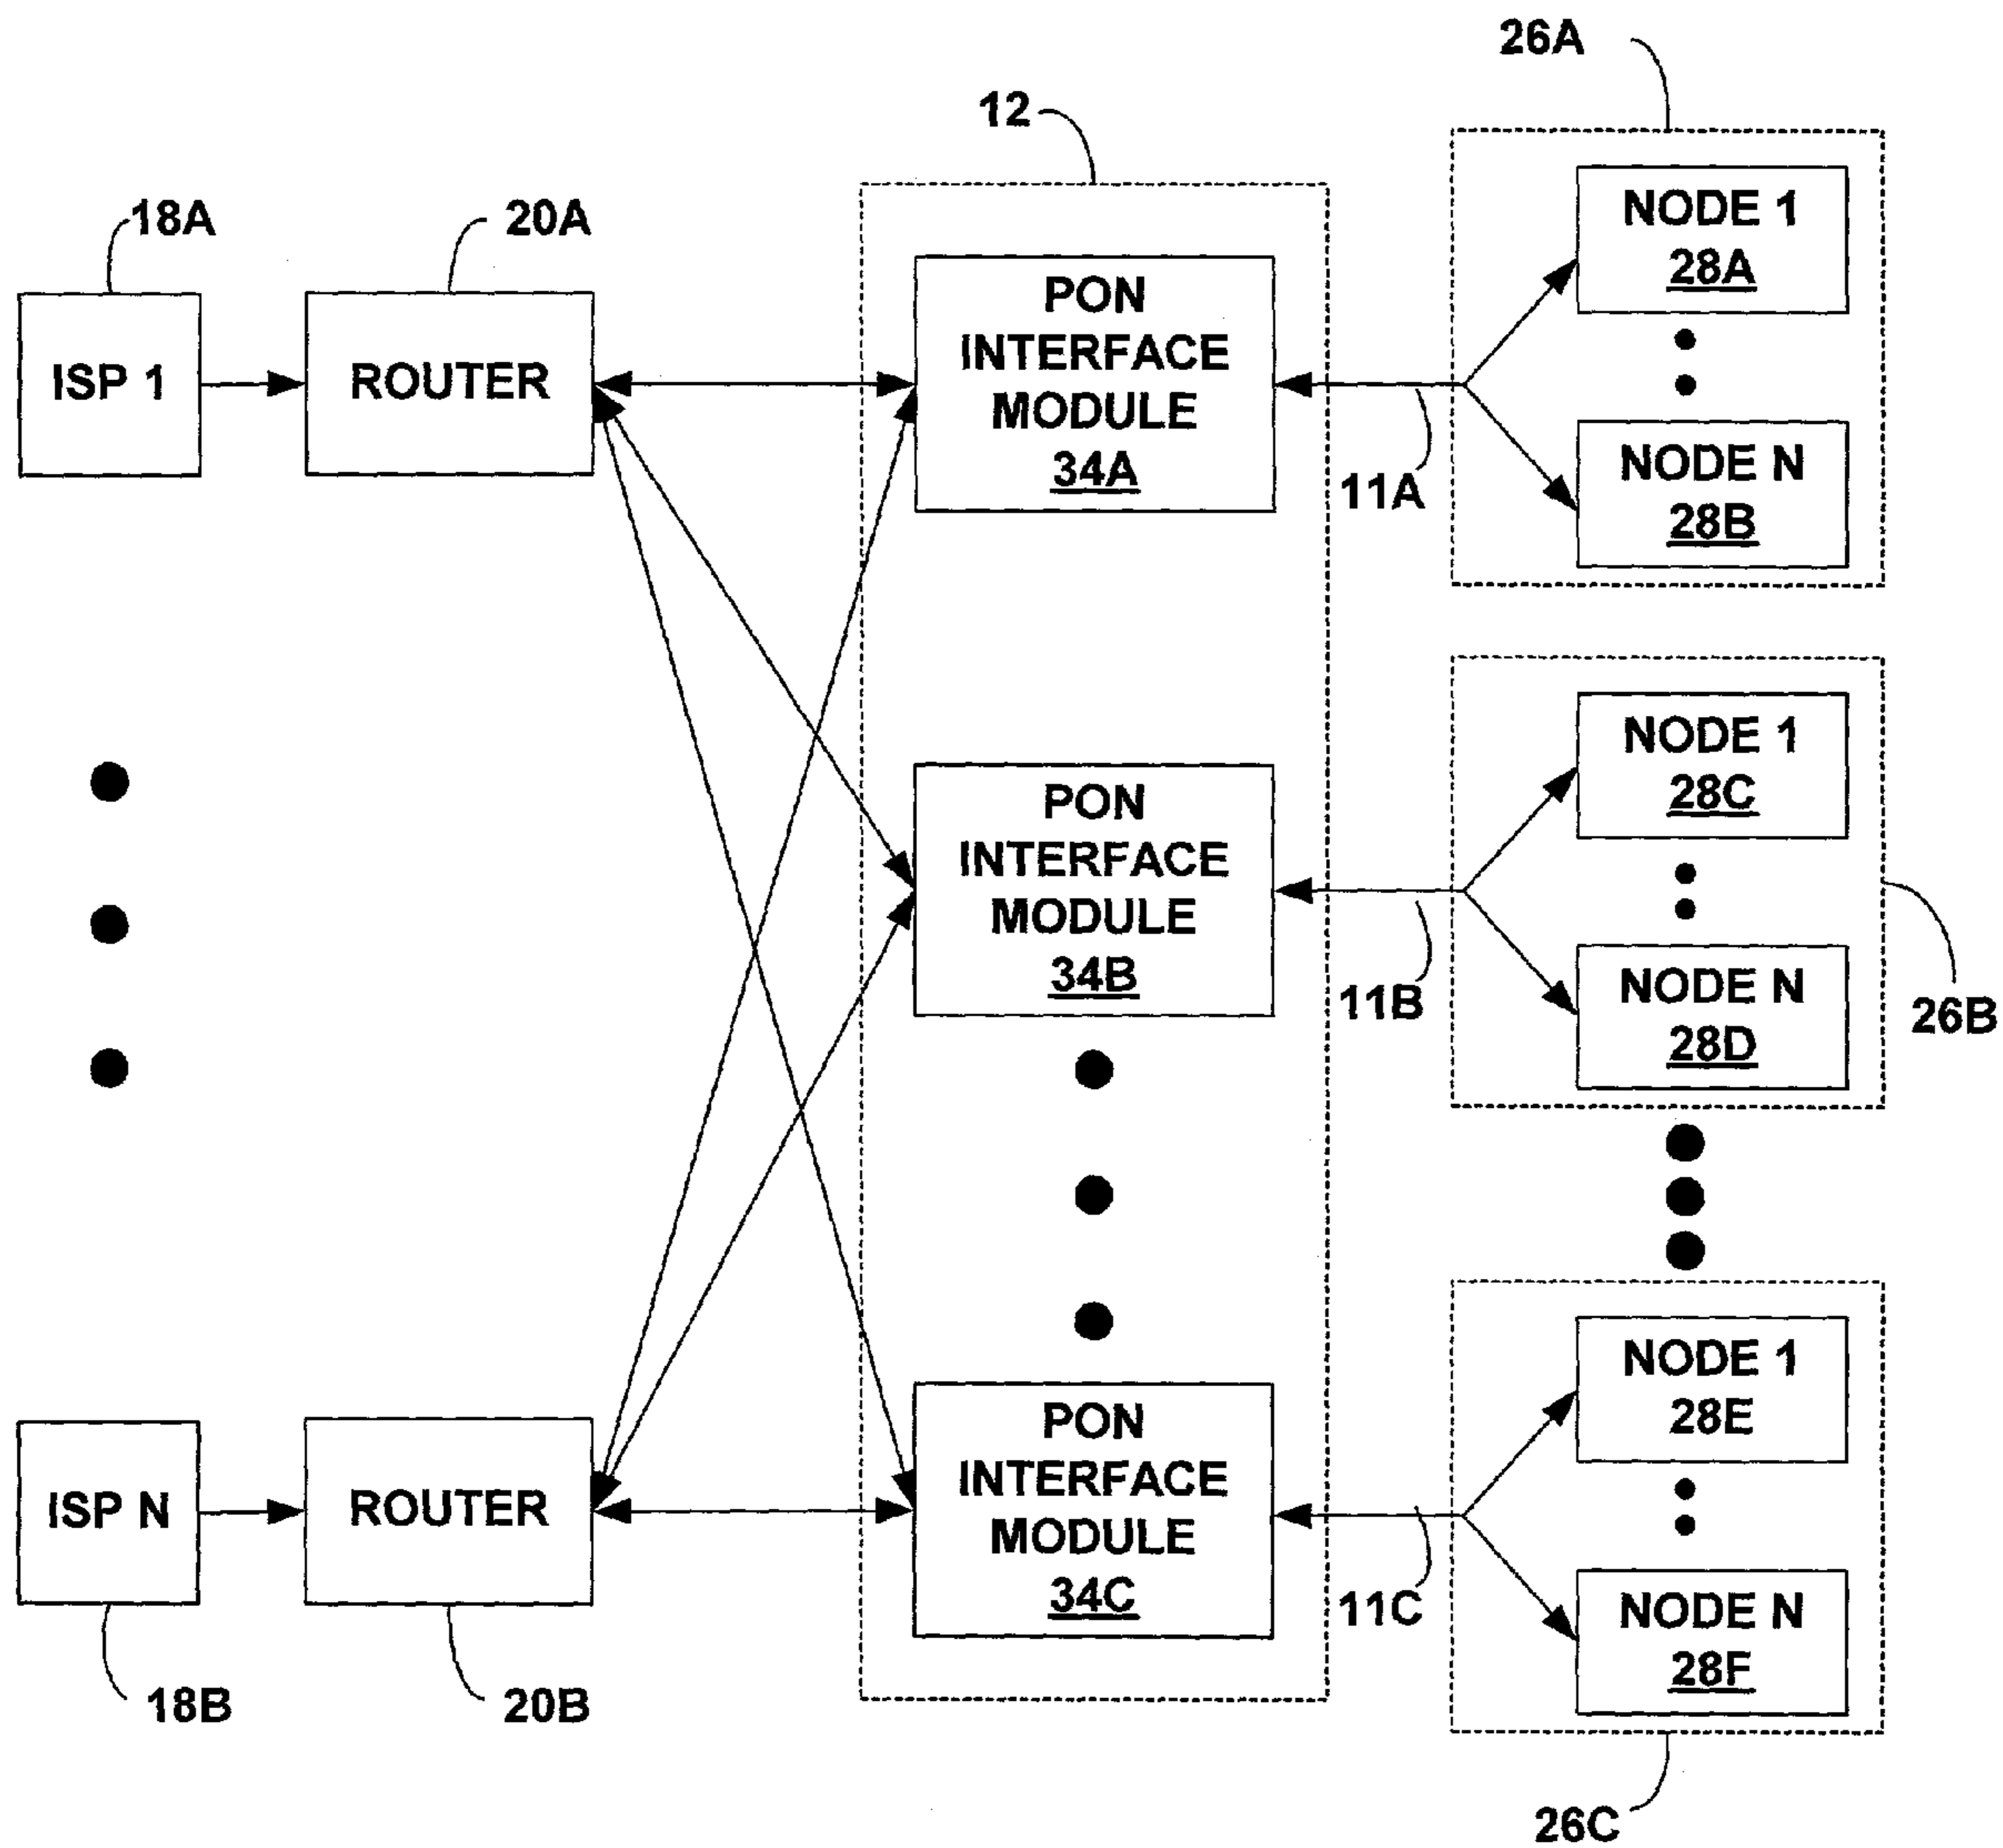 26A
12
18A
20A
NODE 1
28A
ISP 1
ROUTER
PON
INTERFACE
MODULE
34A
11A
NODE N
28B
PON
INTERFACE
MODULE
34B
11B
NODE 1
28C
NODE N
28D
26B
ISP N
ROUTER
PON
INTERFACE
MODULE
34C
11C
NODE 1
28E
NODE N
28F
18B
20B
26C